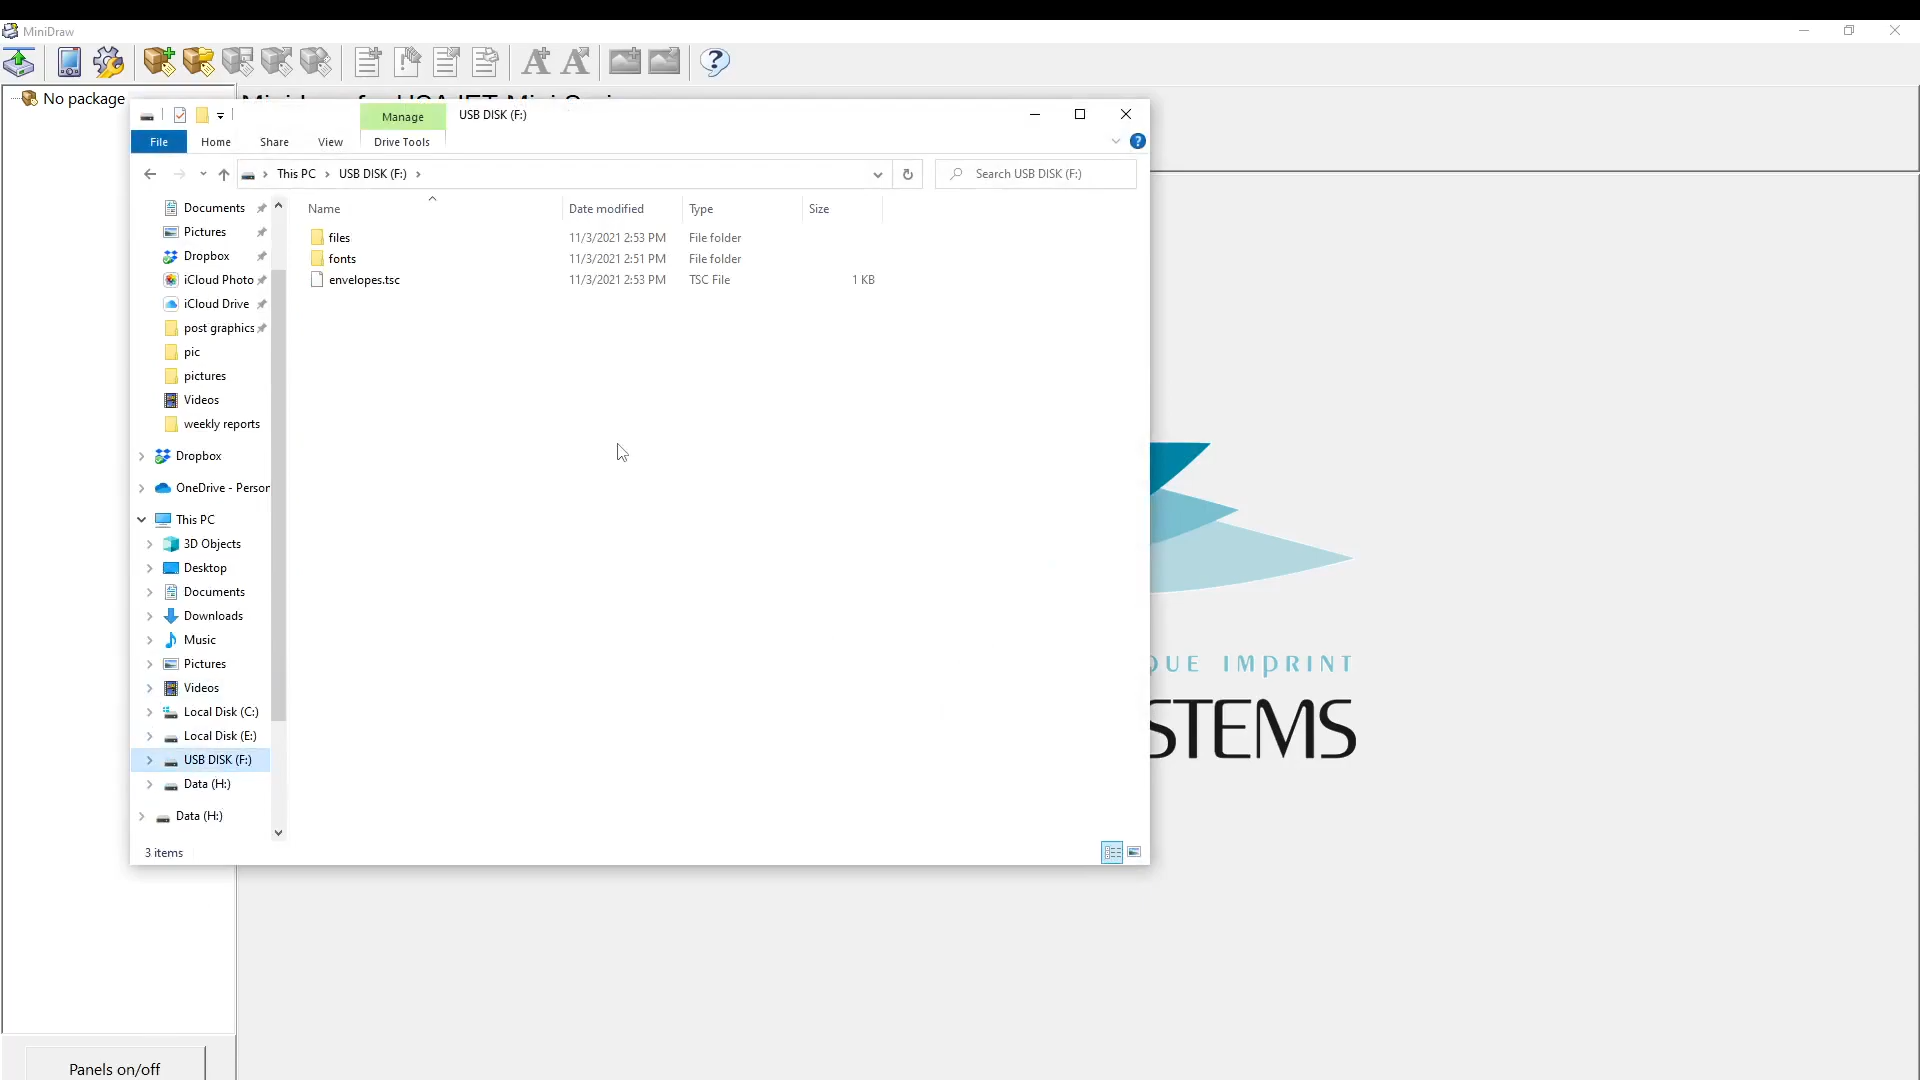 MiniDraw
No package
Manage
USB DISK (F:)
File
Home
Share
View
Drive Tools
This PC
USB DISK (F:)
Search USB DISK (F:)
Name
Date modified
Type
Size
files
11/3/2021 2:53 PM
File folder
fonts
11/3/2021 2:51 PM
File folder
envelopes.tsc
11/3/2021 2:53 PM
TSC File
1 KB
Documents
Pictures
Dropbox
iCloud Photo
iCloud Drive
post graphics
pic
pictures
Videos
weekly reports
Dropbox
OneDrive - Person
This PC
3D Objects
Desktop
Documents
Downloads
Music
Pictures
Videos
Local Disk (C:)
Local Disk (E:)
USB DISK (F:)
Data (H:)
Data (H:)
3 items
QUE IMPRINT
STEMS
Panels on/off